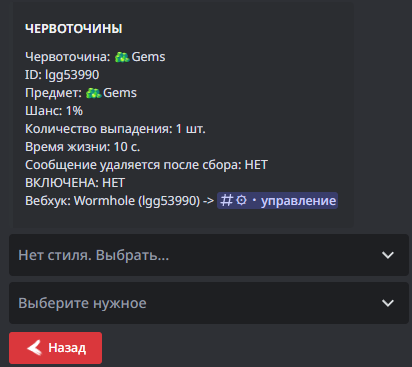 ЧЕРВОТОЧИНЫ
Червоточина: Gems
ID: lgg53990
Предмет: Gems
Шанс: 1%
Количество выпадения: 1 шт.
Время жизни: 10 с.
Сообщение удаляется после сбора: НЕТ
ВКЛЮЧЕНА: НЕТ
Вебхук: Wormhole (lgg53990) -> #⚙・управление
Нет стиля. Выбрать...
Выберите нужное
Назад